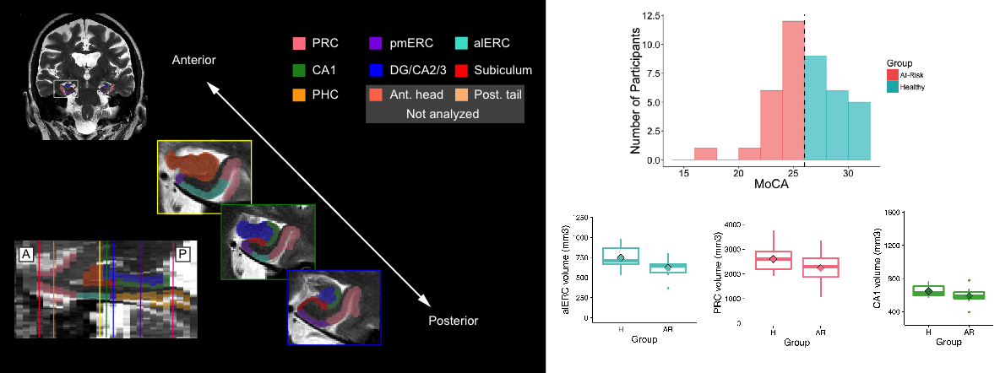 Anterior
PRC pmERC alERC
CA1 DG/CA2/3 Subiculum
PHC Ant. head Post. tail
Not analyzed
A P
Posterior
Number of Participants
12.5
10.0
7.5
5.0
2.5
0.0
15 20 25 30
MoCA
Group
At-Risk
Healthy
alERC volume (mm3)
1250
1000
750
500
250
0
H AR
Group
PRC volume (mm3)
4000
3000
2000
1000
0
H AR
Group
CA1 volume (mm3)
1600
900
400
H AR
Group